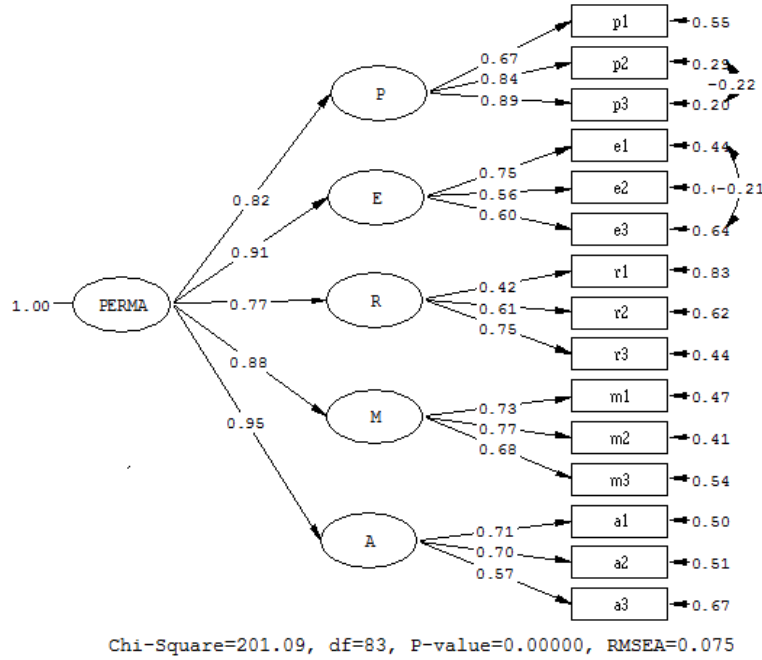 p1 0.55
0.67
p2 0.29
P 0.84 -0.22
0.89 p3 0.20
e1 0.44
0.75
0.82 E 0.56 e2 -0.21
0.60
e3 0.64
0.91
r1 0.83
0.42
1.00 PERMA 0.77 R 0.61 r2 0.62
0.75
r3 0.44
0.88
m1 0.47
0.73
0.95 M 0.77 m2 0.41
0.68
m3 0.54
a1 0.50
0.71
A 0.70 a2 0.51
0.57
a3 0.67
Chi-Square=201.09, df=83, P-value=0.00000, RMSEA=0.075